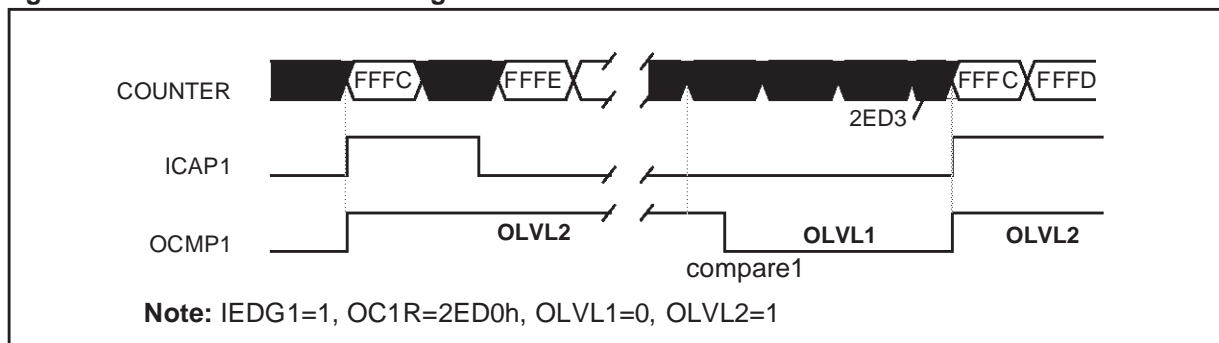 COUNTER FFFC FFFE FFFC FFFD
2ED3
ICAP1
OCMP1 OLVL2 OLVL1 OLVL2
compare1
Note: IEDG1=1, OC1R=2ED0h, OLVL1=0, OLVL2=1